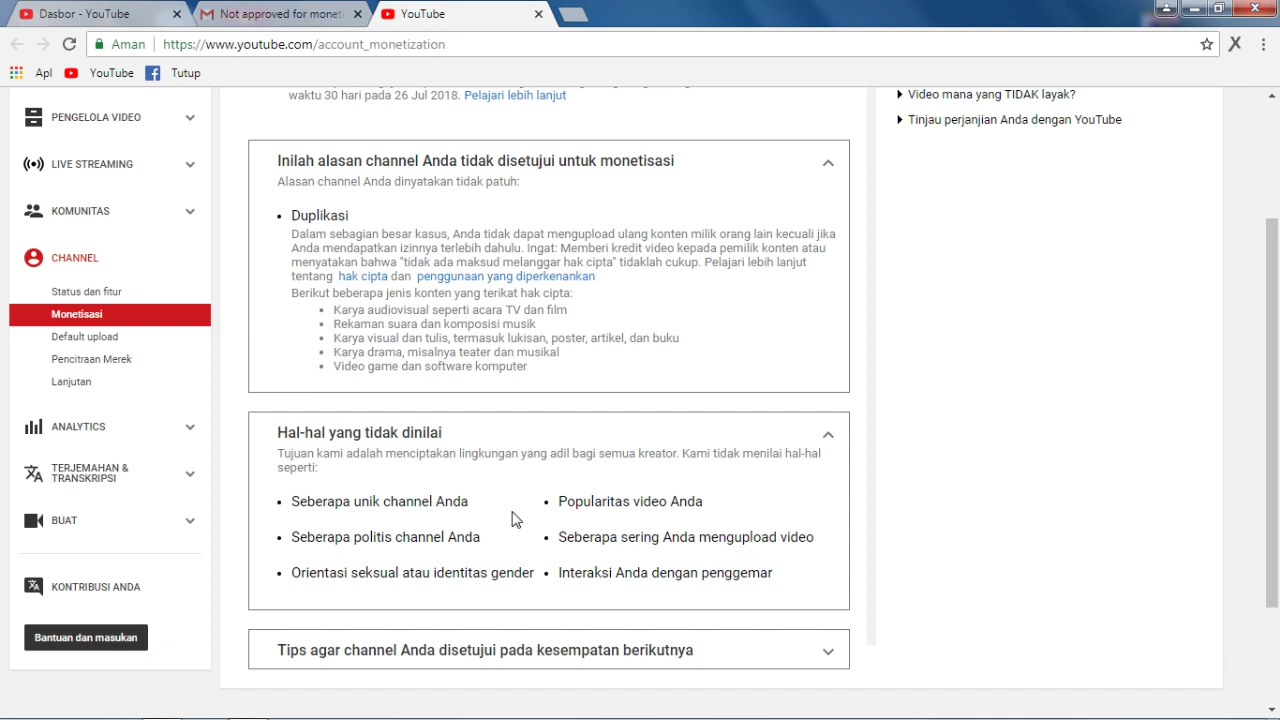 Dasbor - YouTube
Not approved for moneti
YouTube
Aman
https://www.youtube.com/account_monetization
Apl
YouTube
Tutup
PENGELOLA VIDEO
LIVE STREAMING
KOMUNITAS
CHANNEL
Status dan fitur
Monetisasi
Default upload
Pencitraan Merek
Lanjutan
ANALYTICS
TERJEMAHAN &
TRANSKRIPSI
BUAT
KONTRIBUSI ANDA
Bantuan dan masukan
waktu 30 hari pada 26 Jul 2018. Pelajari lebih lanjut
Inilah alasan channel Anda tidak disetujui untuk monetisasi
Alasan channel Anda dinyatakan tidak patuh:
• Duplikasi
Dalam sebagian besar kasus, Anda tidak dapat mengupload ulang konten milik orang lain kecuali jika
Anda mendapatkan izinnya terlebih dahulu. Ingat: Memberi kredit video kepada pemilik konten atau
menyatakan bahwa "tidak ada maksud melanggar hak cipta" tidaklah cukup. Pelajari lebih lanjut
tentang hak cipta dan penggunaan yang diperkenankan
Berikut beberapa jenis konten yang terikat hak cipta:
• Karya audiovisual seperti acara TV dan film
• Rekaman suara dan komposisi musik
• Karya visual dan tulis, termasuk lukisan, poster, artikel, dan buku
• Karya drama, misalnya teater dan musikal
• Video game dan software komputer
Hal-hal yang tidak dinilai
Tujuan kami adalah menciptakan lingkungan yang adil bagi semua kreator. Kami tidak menilai hal-hal
seperti:
• Seberapa unik channel Anda
• Popularitas video Anda
• Seberapa politis channel Anda
• Seberapa sering Anda mengupload video
• Orientasi seksual atau identitas gender
• Interaksi Anda dengan penggemar
Tips agar channel Anda disetujui pada kesempatan berikutnya
Video mana yang TIDAK layak?
Tinjau perjanjian Anda dengan YouTube